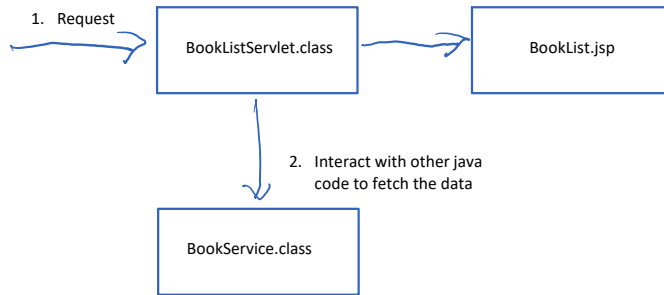 1. Request
BookListServlet.class
BookList.jsp
2. Interact with other java
code to fetch the data
BookService.class